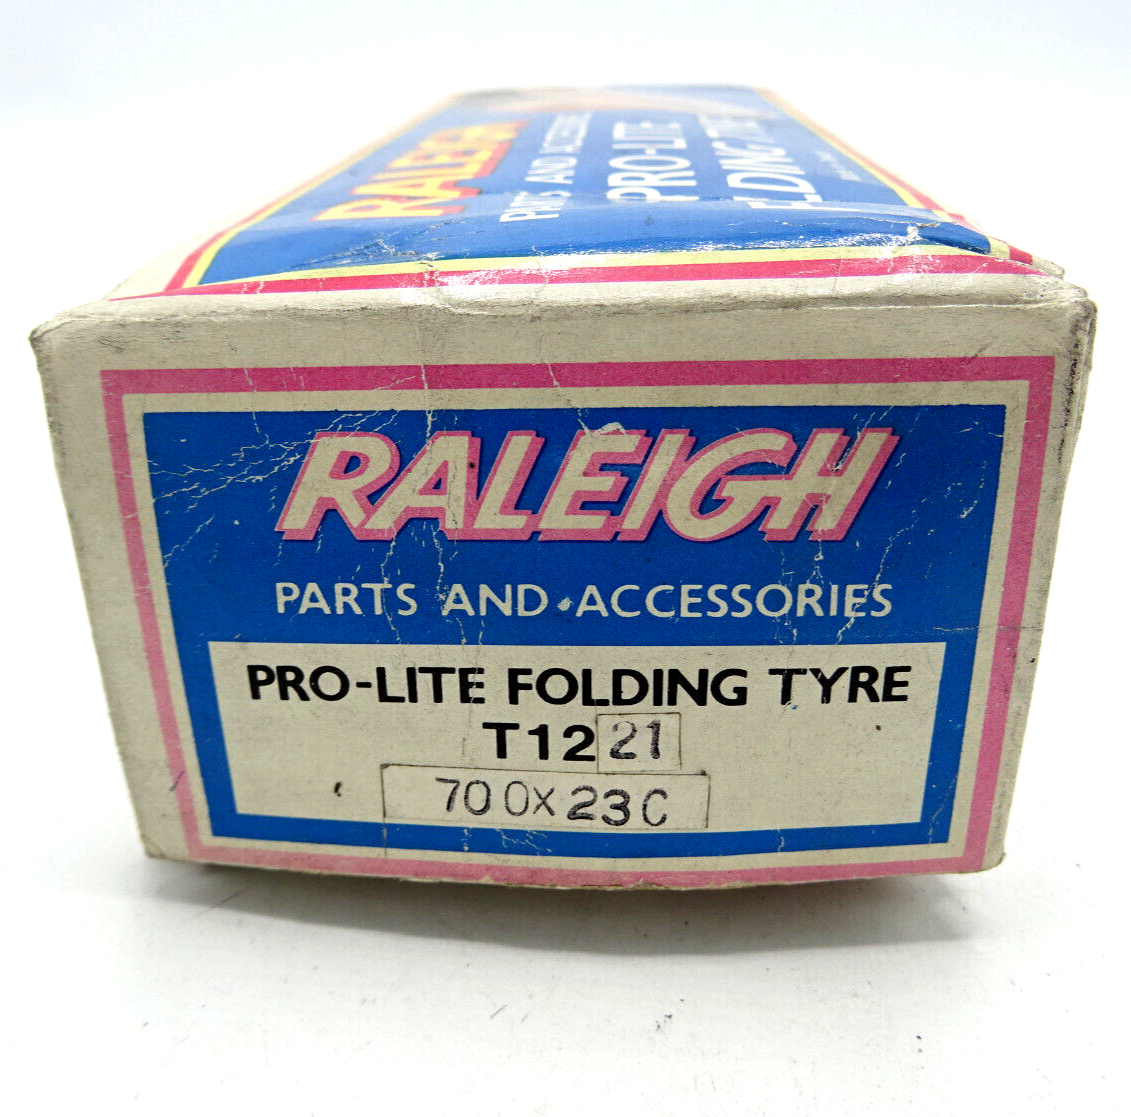 RALEIGH
PARTS AND ACCESSORIES
PRO-LITE
FOLDING TYRE
RALEIGH
PARTS AND ACCESSORIES
PRO-LITE FOLDING TYRE
T1221
700X23C